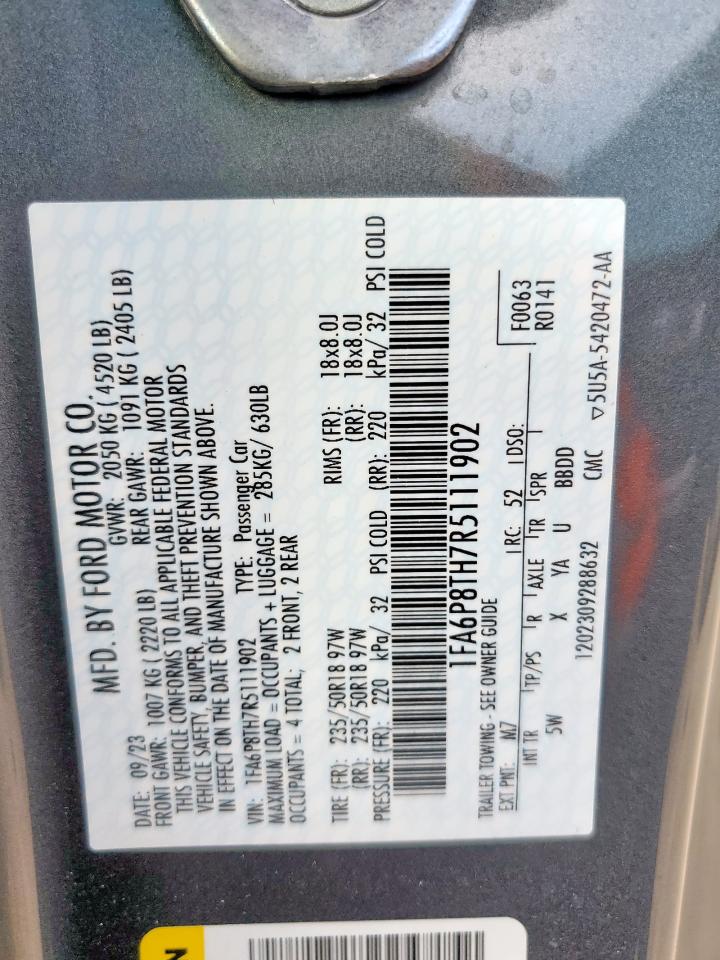 MFD. BY FORD MOTOR CO.
DATE: 09/23 GVWR: 2050 KG ( 4520 LB)
FRONT GAWR: 1007 KG ( 2220 LB) REAR GAWR: 1091 KG ( 2405 LB)
THIS VEHICLE CONFORMS TO ALL APPLICABLE FEDERAL MOTOR
VEHICLE SAFETY, BUMPER, AND THEFT PREVENTION STANDARDS
IN EFFECT ON THE DATE OF MANUFACTURE SHOWN ABOVE.
VIN: 1FA6P8TH7R5111902 TYPE: Passenger Car
MAXIMUM LOAD = OCCUPANTS + LUGGAGE = 285KG/ 630LB
OCCUPANTS = 4 TOTAL; 2 FRONT, 2 REAR
TIRE (FR): 235/50R18 97W RIMS (FR): 18x8.0J
(RR): 235/50R18 97W (RR): 18x8.0J
PRESSURE (FR): 220 kPa/ 32 PSI COLD (RR): 220 kPa/ 32 PSI COLD
1FA6P8TH7R5111902
TRAILER TOWING - SEE OWNER GUIDE F0063
R0141
EXT PNT: M7 RC: 52 DSO:
INT TR TP/PS R AXLE TR SPR
5W X YA U BBDD
1202309288632 CMC ▽5U5A-5420472-AA
N